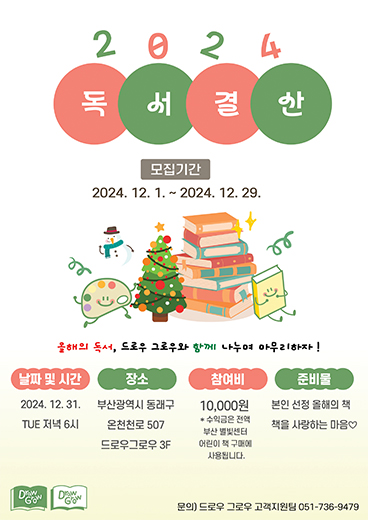 2024
독서결산
모집기간
2024. 12. 1. ~ 2024. 12. 29.
올해의 독서, 드로우 그로우와 함께 나누며 마무리하자!
날짜 및 시간
2024. 12. 31.
TUE 저녁 6시
장소
부산광역시 동래구
온천천로 507
드로우그로우 3F
참여비
10,000원
* 수익금은 전액
부산 별빛센터
어린이 책 구매에
사용됩니다.
준비물
본인 선정 올해의 책
책을 사랑하는 마음♡
DRAW GROW
DRAW GROW
문의) 드로우 그로우 고객지원팀 051-736-9479